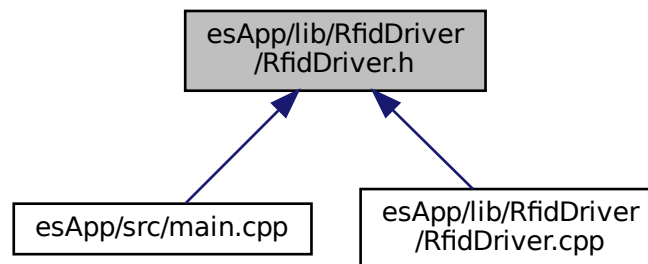 esApp/lib/RfidDriver
/RfidDriver.h
esApp/src/main.cpp
esApp/lib/RfidDriver
/RfidDriver.cpp